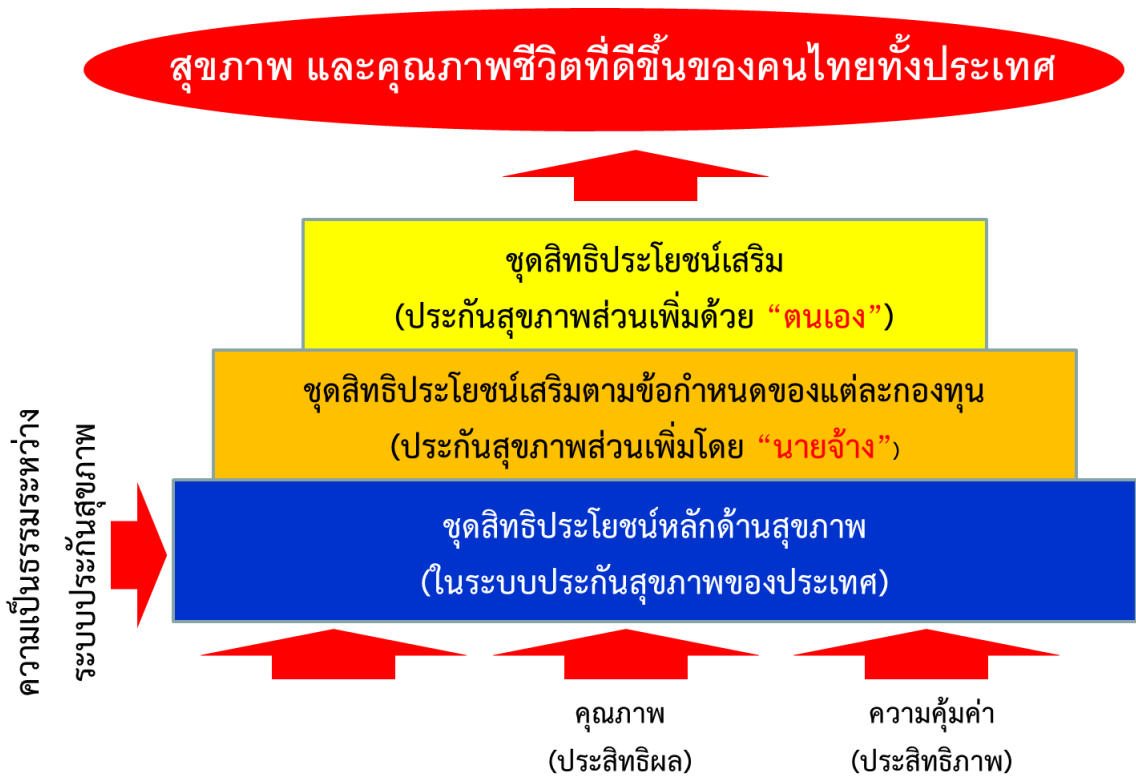 สุขภาพ และคุณภาพชีวิตที่ดีขึ้นของคนไทยทั้งประเทศ
ชุดสิทธิประโยชน์เสริม
(ประกันสุขภาพส่วนเพิ่มด้วย “ตนเอง”)
ชุดสิทธิประโยชน์เสริมตามข้อกำหนดของแต่ละกองทุน
(ประกันสุขภาพส่วนเพิ่มโดย “นายจ้าง”)
ความเป็นธรรมระหว่าง
ระบบประกันสุขภาพ
ชุดสิทธิประโยชน์หลักด้านสุขภาพ
(ในระบบประกันสุขภาพของประเทศ)
คุณภาพ
(ประสิทธิผล)
ความคุ้มค่า
(ประสิทธิภาพ)